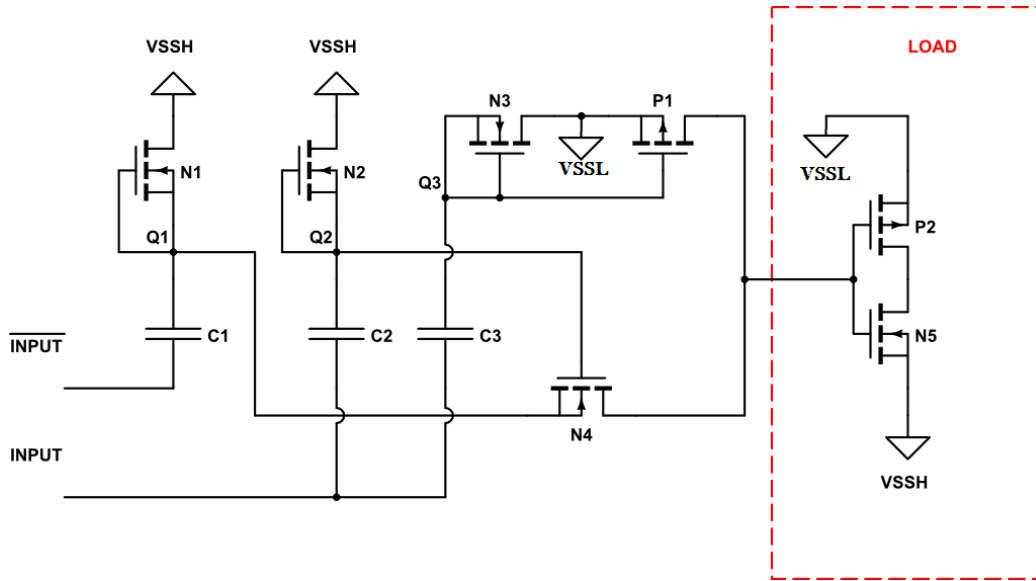 VSSH
VSSH
LOAD
N3
P1
VSSL
VSSL
N1
N2
Q3
P2
Q1
Q2
C1
C2
C3
N5
INPUT
N4
INPUT
VSSH